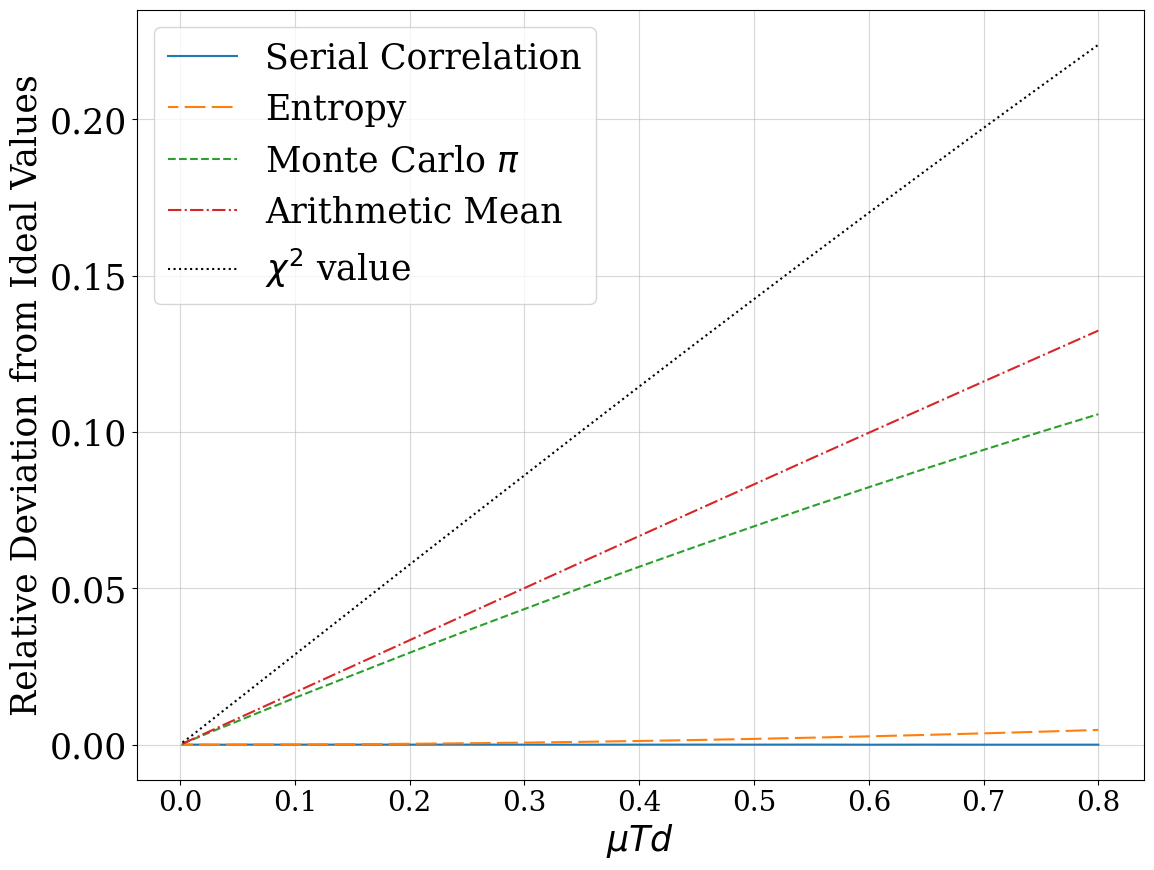 Relative Deviation from Ideal Values
0.20
0.15
0.10
0.05
0.00
Serial Correlation
Entropy
Monte Carlo π
Arithmetic Mean
χ² value
0.0 0.1 0.2 0.3 0.4 0.5 0.6 0.7 0.8
μTd